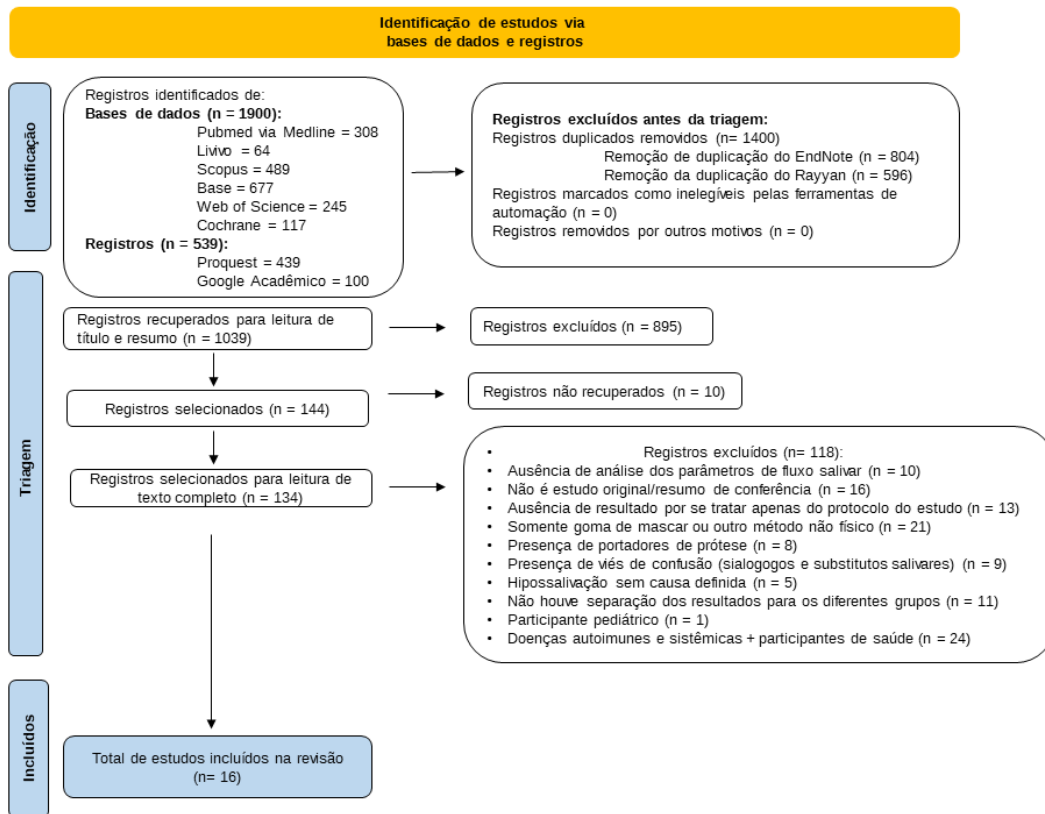 Identificação de estudos via
bases de dados e registros
Identificação
Registros identificados de:
Bases de dados (n = 1900):
Pubmed via Medline = 308
Livivo = 64
Scopus = 489
Base = 677
Web of Science = 245
Cochrane = 117
Registros (n = 539):
Proquest = 439
Google Acadêmico = 100
Registros excluídos antes da triagem:
Registros duplicados removidos (n= 1400)
Remoção de duplicação do EndNote (n = 804)
Remoção da duplicação do Rayyan (n = 596)
Registros marcados como inelegíveis pelas ferramentas de
automação (n = 0)
Registros removidos por outros motivos (n = 0)
Triagem
Registros recuperados para leitura de
título e resumo (n = 1039)
Registros excluídos (n = 895)
Registros selecionados (n = 144)
Registros não recuperados (n = 10)
Registros selecionados para leitura de
texto completo (n = 134)
• Registros excluídos (n= 118):
• Ausência de análise dos parâmetros de fluxo salivar (n = 10)
• Não é estudo original/resumo de conferência (n = 16)
• Ausência de resultado por se tratar apenas do protocolo do estudo (n = 13)
• Somente goma de mascar ou outro método não físico (n = 21)
• Presença de portadores de prótese (n = 8)
• Presença de viés de confusão (sialogogos e substitutos salivares) (n = 9)
• Hipossalivação sem causa definida (n = 5)
• Não houve separação dos resultados para os diferentes grupos (n = 11)
• Participante pediátrico (n = 1)
• Doenças autoimunes e sistêmicas + participantes de saúde (n = 24)
Incluídos
Total de estudos incluídos na revisão
(n= 16)